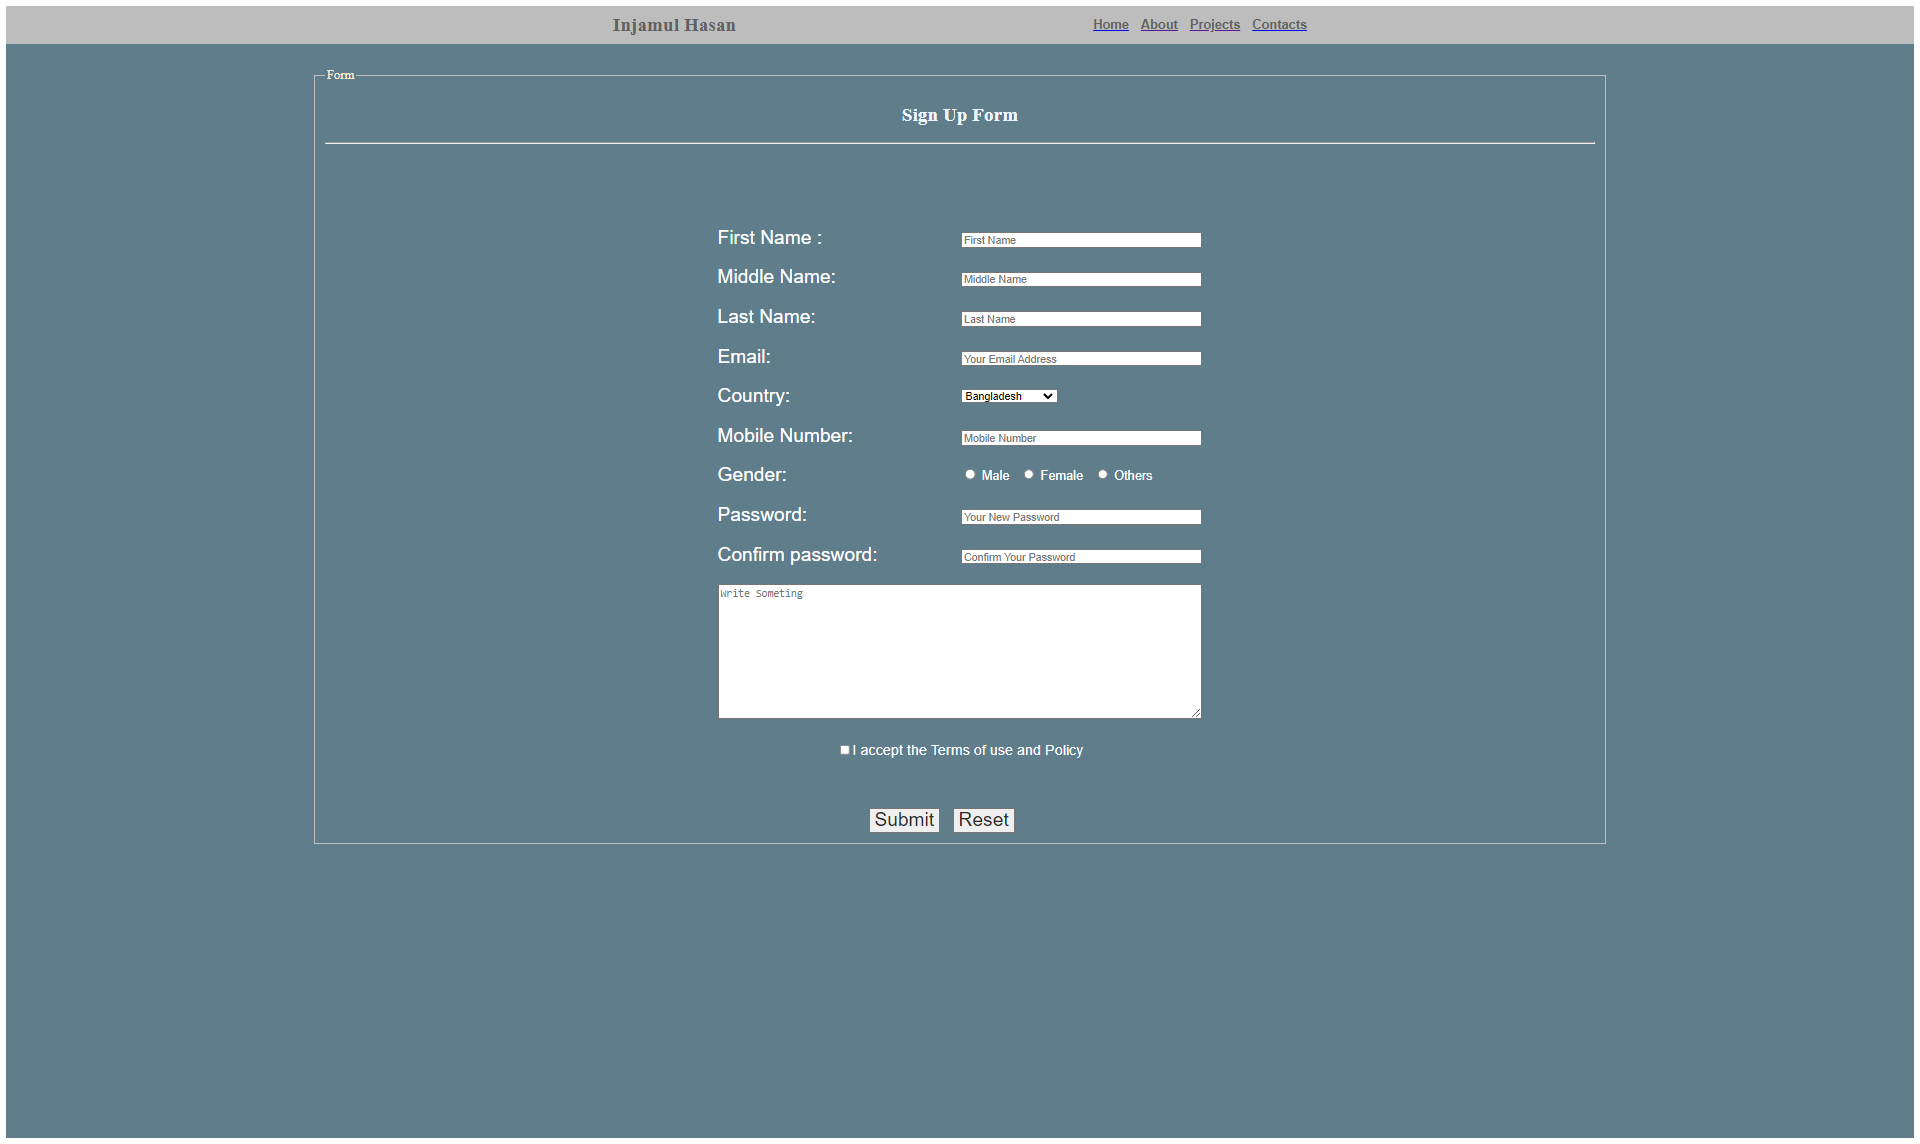 Injamul Hasan Home About Projects Contacts
Form
Sign Up Form
First Name : First Name
Middle Name: Middle Name
Last Name: Last Name
Email: Your Email Address
Country: Bangladesh
Mobile Number: Mobile Number
Gender: Male Female Others
Password: Your New Password
Confirm password: Confirm Your Password
Write Someting
I accept the Terms of use and Policy
Submit Reset